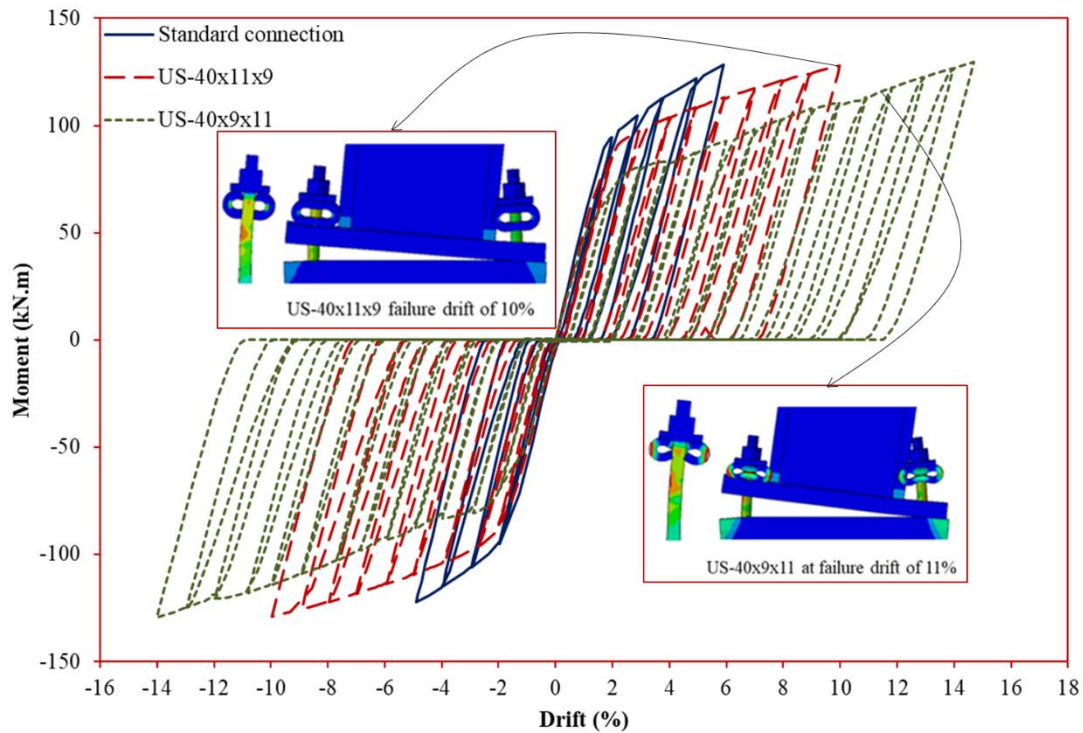 150
100
50
0
-50
-100
-150
Moment (kN.m)
Standard connection
US-40x11x9
US-40x9x11
US-40x11x9 failure drift of 10%
US-40x9x11 at failure drift of 11%
-16 -14 -12 -10 -8 -6 -4 -2 0 2 4 6 8 10 12 14 16 18
Drift (%)